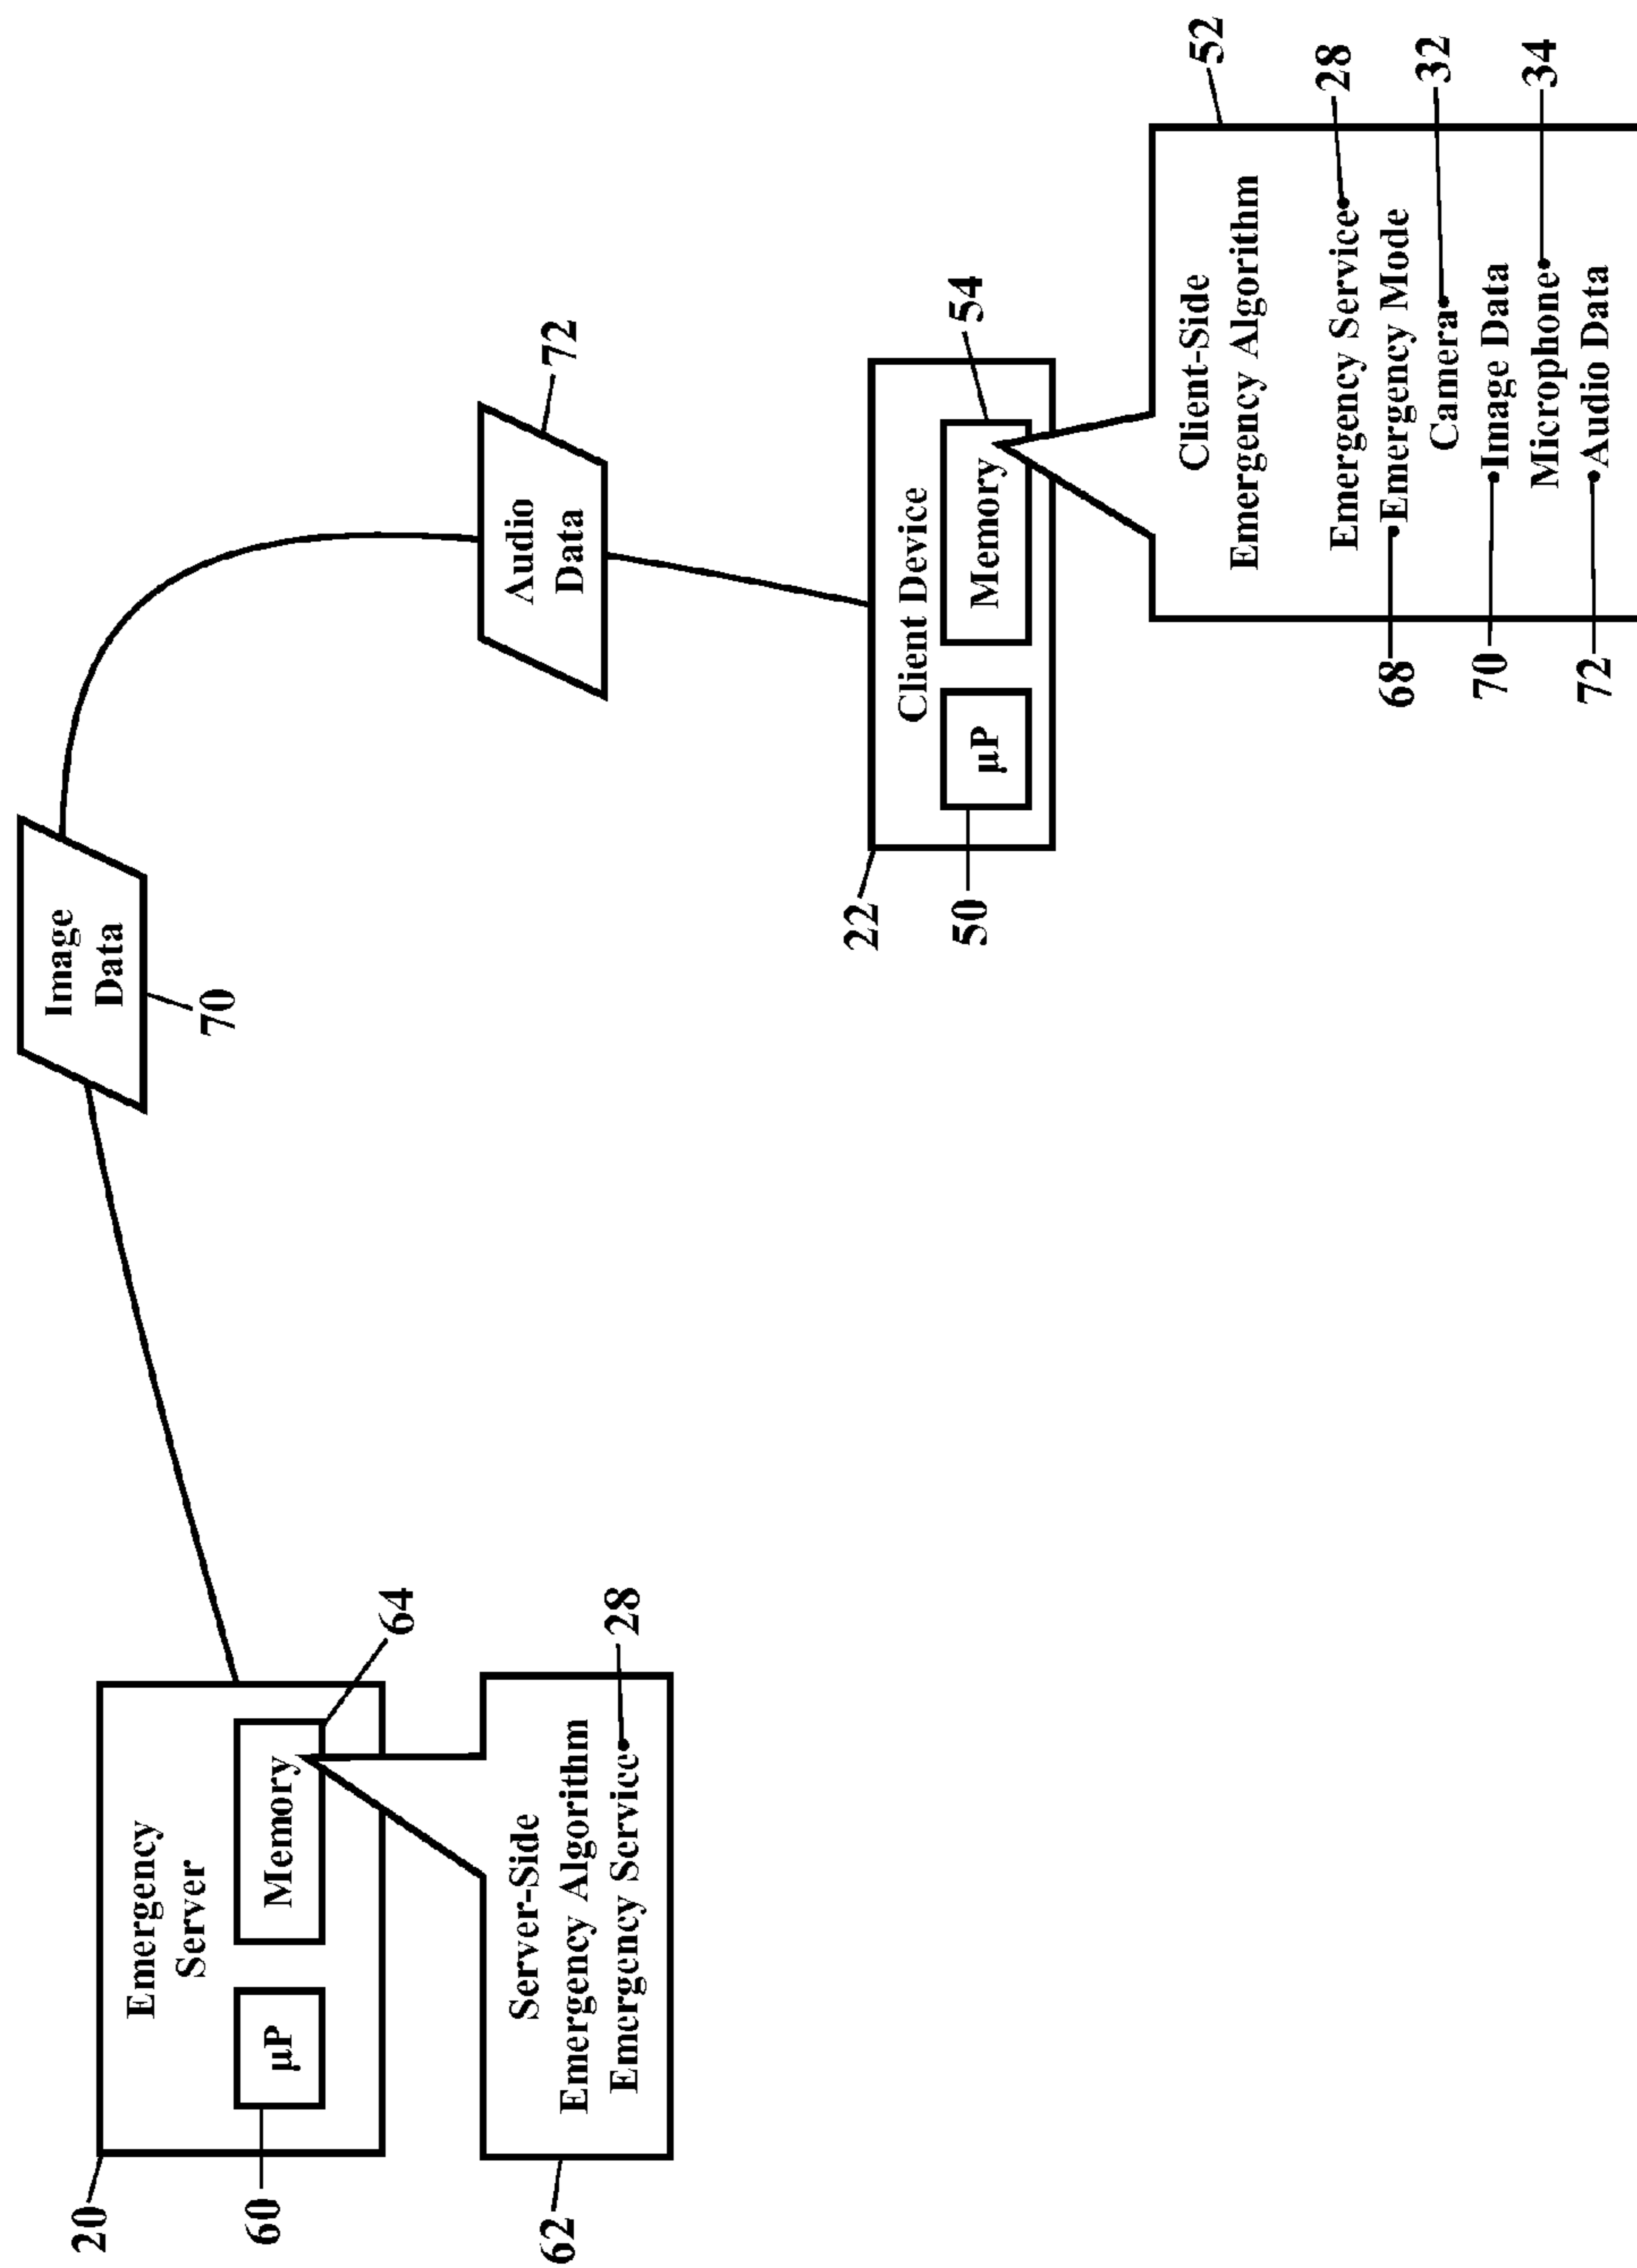 20
Emergency
Server
60
µP
Memory
64
62
Server-Side
Emergency Algorithm
Emergency Service
28
Image
Data
70
Audio
Data
72
22
Client Device
50
µP
Memory
54
52
Client-Side
Emergency Algorithm
Emergency Service
28
68
Emergency Mode
Camera
32
70
Image Data
Microphone
34
72
Audio Data